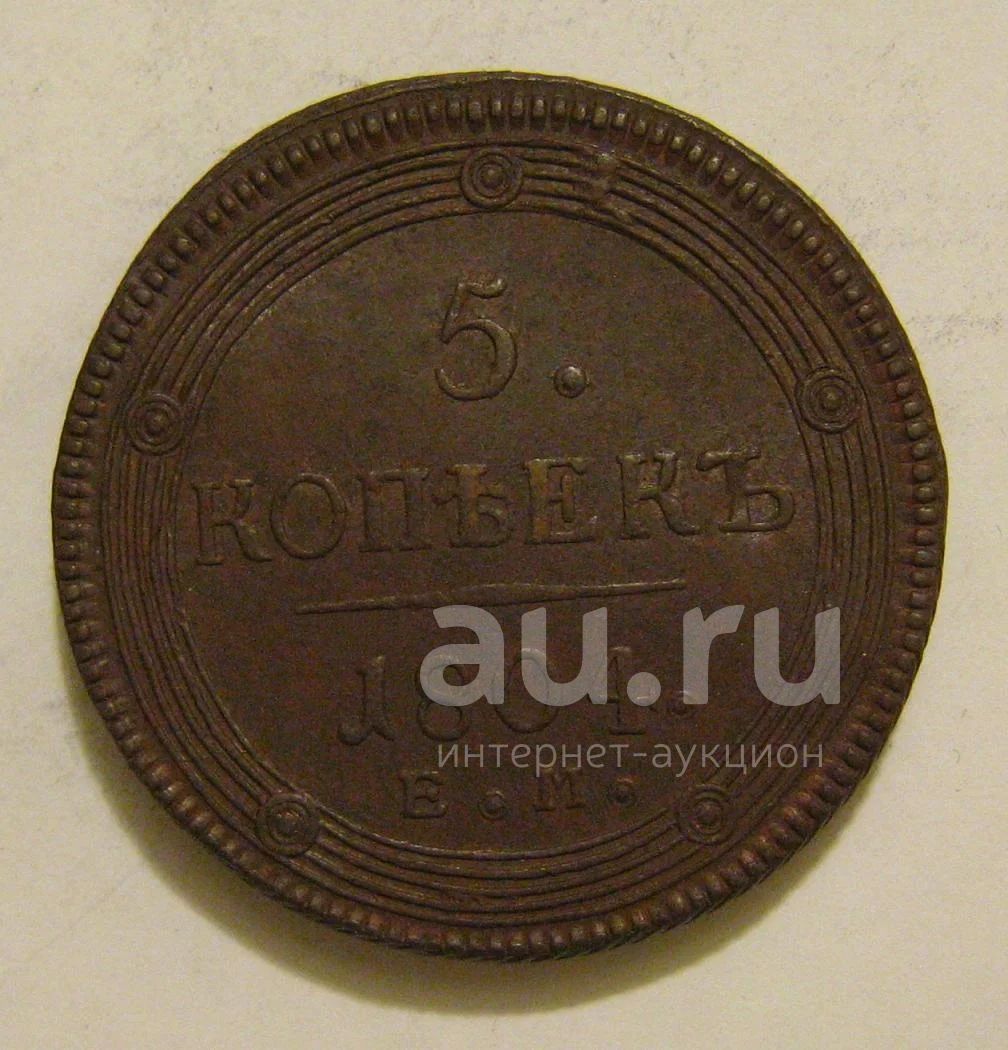 5.
КОПѢЕКЪ
1804.
Е.М.
au.ru
интернет-аукцион